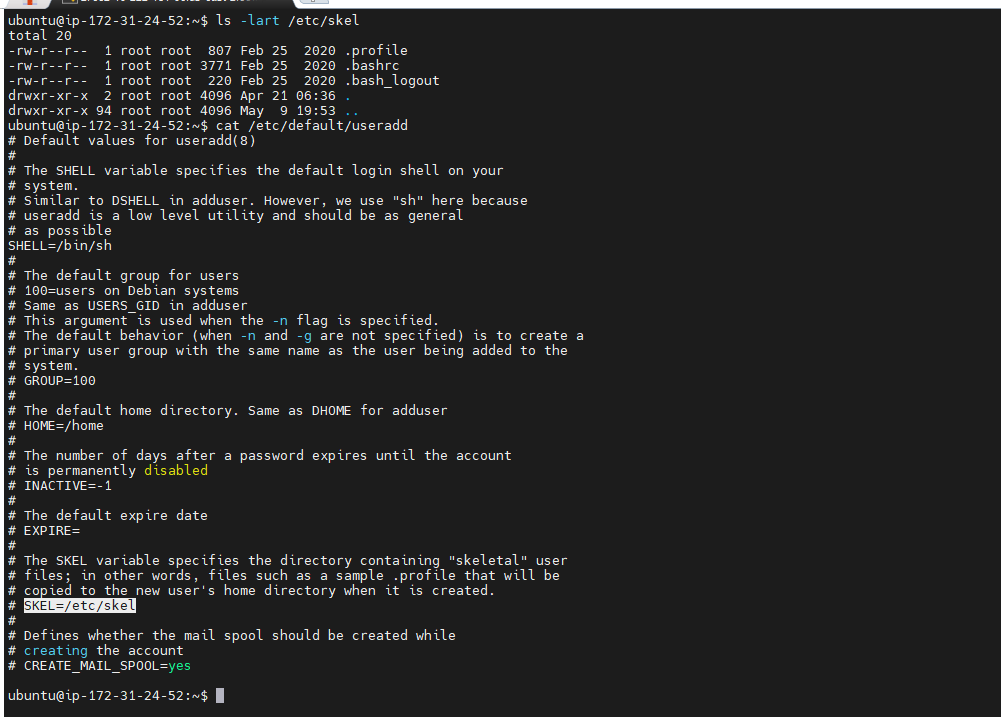 ubuntu@ip-172-31-24-52:~$ ls -lart /etc/skel
total 20
-rw-r--r--  1 root root  807 Feb 25  2020 .profile
-rw-r--r--  1 root root 3771 Feb 25  2020 .bashrc
-rw-r--r--  1 root root  220 Feb 25  2020 .bash_logout
drwxr-xr-x  2 root root 4096 Apr 21 06:36 .
drwxr-xr-x 94 root root 4096 May  9 19:53 ..
ubuntu@ip-172-31-24-52:~$ cat /etc/default/useradd
# Default values for useradd(8)
#
# The SHELL variable specifies the default login shell on your
# system.
# Similar to DSHELL in adduser. However, we use "sh" here because
# useradd is a low level utility and should be as general
# as possible
SHELL=/bin/sh
#
# The default group for users
# 100=users on Debian systems
# Same as USERS_GID in adduser
# This argument is used when the -n flag is specified.
# The default behavior (when -n and -g are not specified) is to create a
# primary user group with the same name as the user being added to the
# system.
# GROUP=100
#
# The default home directory. Same as DHOME for adduser
# HOME=/home
#
# The number of days after a password expires until the account
# is permanently disabled
# INACTIVE=-1
#
# The default expire date
# EXPIRE=
#
# The SKEL variable specifies the directory containing "skeletal" user
# files; in other words, files such as a sample .profile that will be
# copied to the new user's home directory when it is created.
# SKEL=/etc/skel
#
# Defines whether the mail spool should be created while
# creating the account
# CREATE_MAIL_SPOOL=yes
ubuntu@ip-172-31-24-52:~$